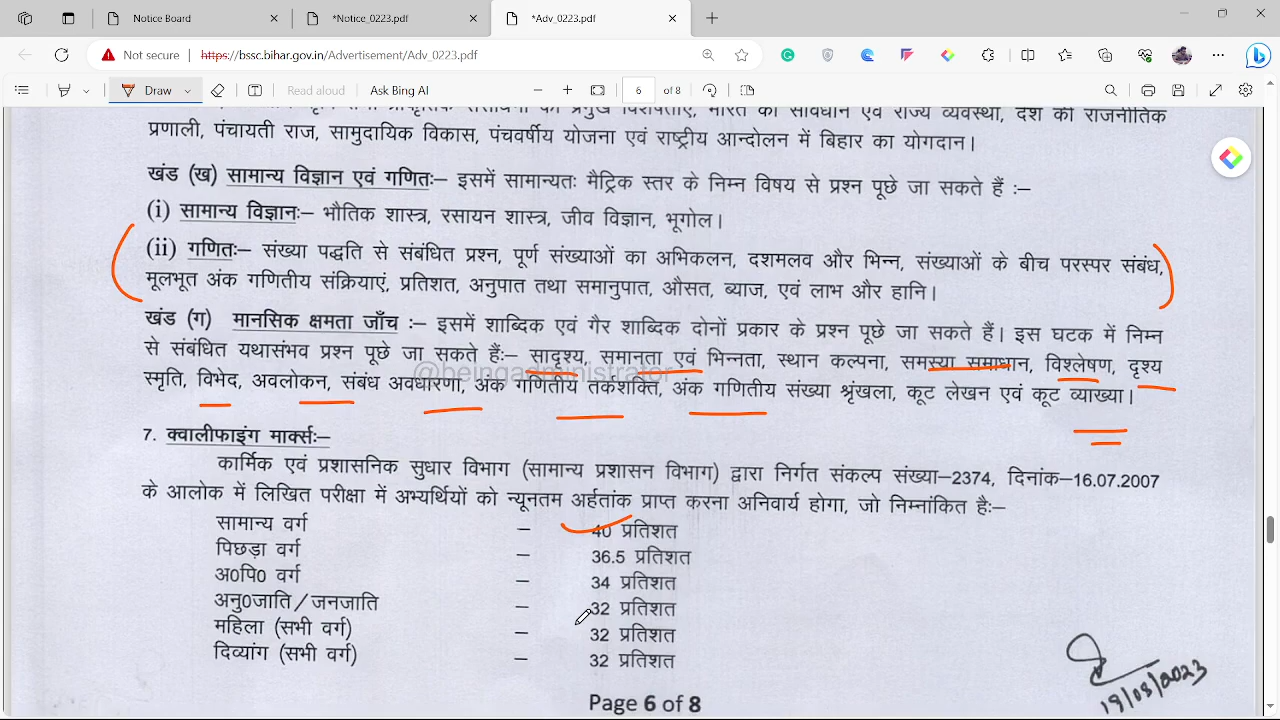 Notice Board
*Notice_0223.pdf
*Adv_0223.pdf
Not secure https://bssc.bihar.gov.in/Advertisement/Adv_0223.pdf
Draw Read aloud Ask Bing AI 6 of 8
प्रमुख विशेषताएं, भारत का संविधान एवं राज्य व्यवस्था, देश की राजनीतिक
प्रणाली, पंचायती राज, सामुदायिक विकास, पंचवर्षीय योजना एवं राष्ट्रीय आन्दोलन में बिहार का योगदान।
खंड (ख) सामान्य विज्ञान एवं गणितः– इसमें सामान्यतः मैट्रिक स्तर के निम्न विषय से प्रश्न पूछे जा सकते हैं :–
(i) सामान्य विज्ञानः– भौतिक शास्त्र, रसायन शास्त्र, जीव विज्ञान, भूगोल।
(ii) गणितः– संख्या पद्धति से संबंधित प्रश्न, पूर्ण संख्याओं का अभिकलन, दशमलव और भिन्न, संख्याओं के बीच परस्पर संबंध,
मूलभूत अंक गणितीय संक्रियाएं, प्रतिशत, अनुपात तथा समानुपात, औसत, ब्याज, एवं लाभ और हानि।
खंड (ग) मानसिक क्षमता जाँच :– इसमें शाब्दिक एवं गैर शाब्दिक दोनों प्रकार के प्रश्न पूछे जा सकते हैं। इस घटक में निम्न
से संबंधित यथासंभव प्रश्न पूछे जा सकते हैंः– सादृश्य, समानता एवं भिन्नता, स्थान कल्पना, समस्या समाधान, विश्लेषण, दृश्य
@beingadministrator
स्मृति, विभेद, अवलोकन, संबंध अवधारणा, अंक गणितीय तर्कशक्ति, अंक गणितीय संख्या श्रृंखला, कूट लेखन एवं कूट व्याख्या।
7. क्वालीफाइंग मार्क्सः–
कार्मिक एवं प्रशासनिक सुधार विभाग (सामान्य प्रशासन विभाग) द्वारा निर्गत संकल्प संख्या–2374, दिनांक–16.07.2007
के आलोक में लिखित परीक्षा में अभ्यर्थियों को न्यूनतम अर्हतांक प्राप्त करना अनिवार्य होगा, जो निम्नांकित हैः–
सामान्य वर्ग – 40 प्रतिशत
पिछड़ा वर्ग – 36.5 प्रतिशत
अ0पि0 वर्ग – 34 प्रतिशत
अनु0जाति/जनजाति – 32 प्रतिशत
महिला (सभी वर्ग) – 32 प्रतिशत
दिव्यांग (सभी वर्ग) – 32 प्रतिशत
Page 6 of 8